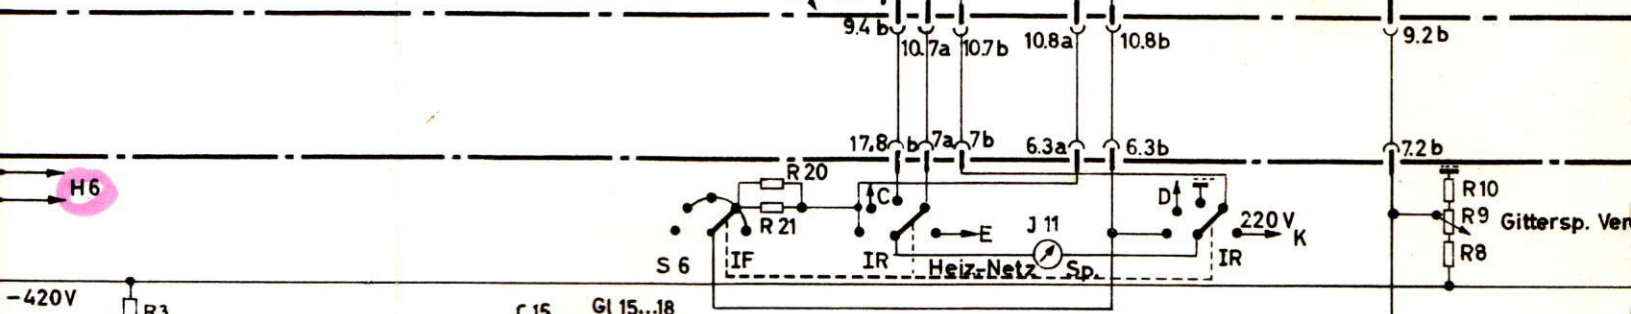 9.4 b
10.7a
10.7b
10.8a
10.8b
9.2b
17.8
b
7a
7b
6.3a
6.3b
7.2b
H6
R 20
C
D
R10
R 21
J 11
220 V
R9
Gittersp. Ver
E
K
S 6
IF
IR
Heiz-Netz Sp.
IR
R8
-420V
R3
C 15
Gl 15...18